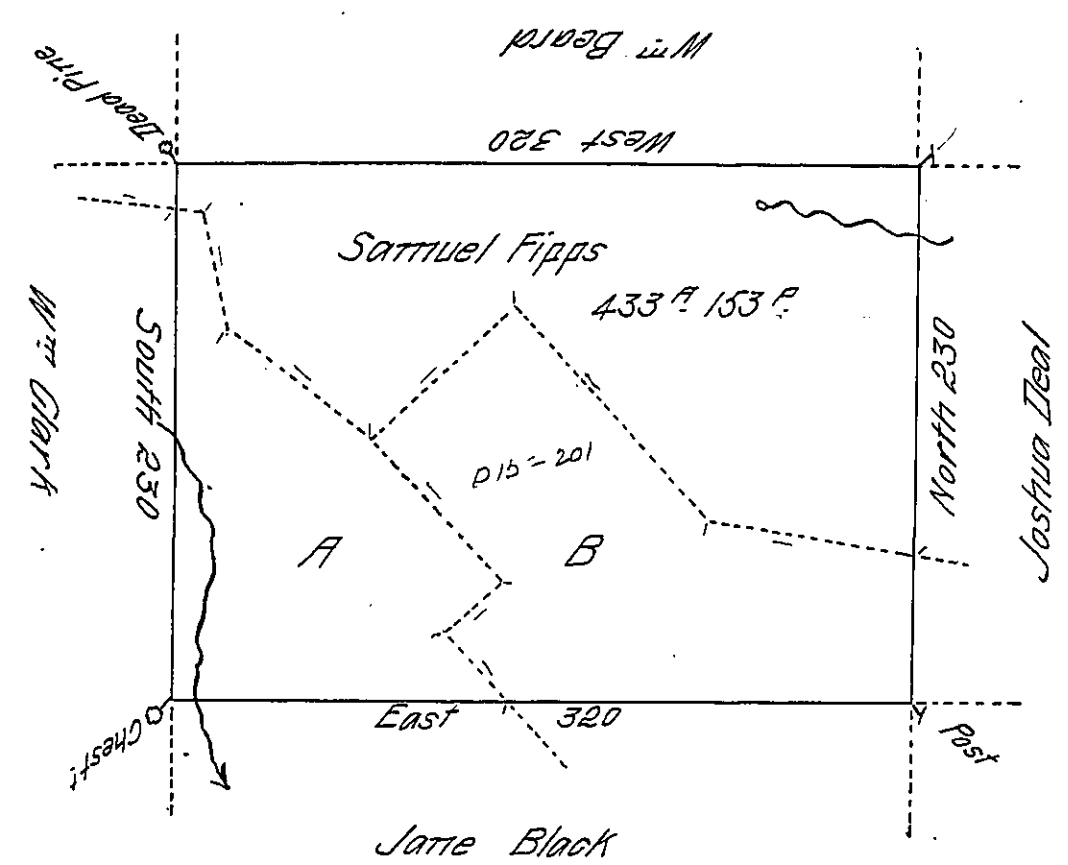 Wm Beard
Dead Pine
West 320
Samuel Fipps
433 A. 153 P.
Wm Clark
South 230
North 230
Joshua Deal
P 15 = 201
A
B
Chest!
East 320
Post
Jane Black